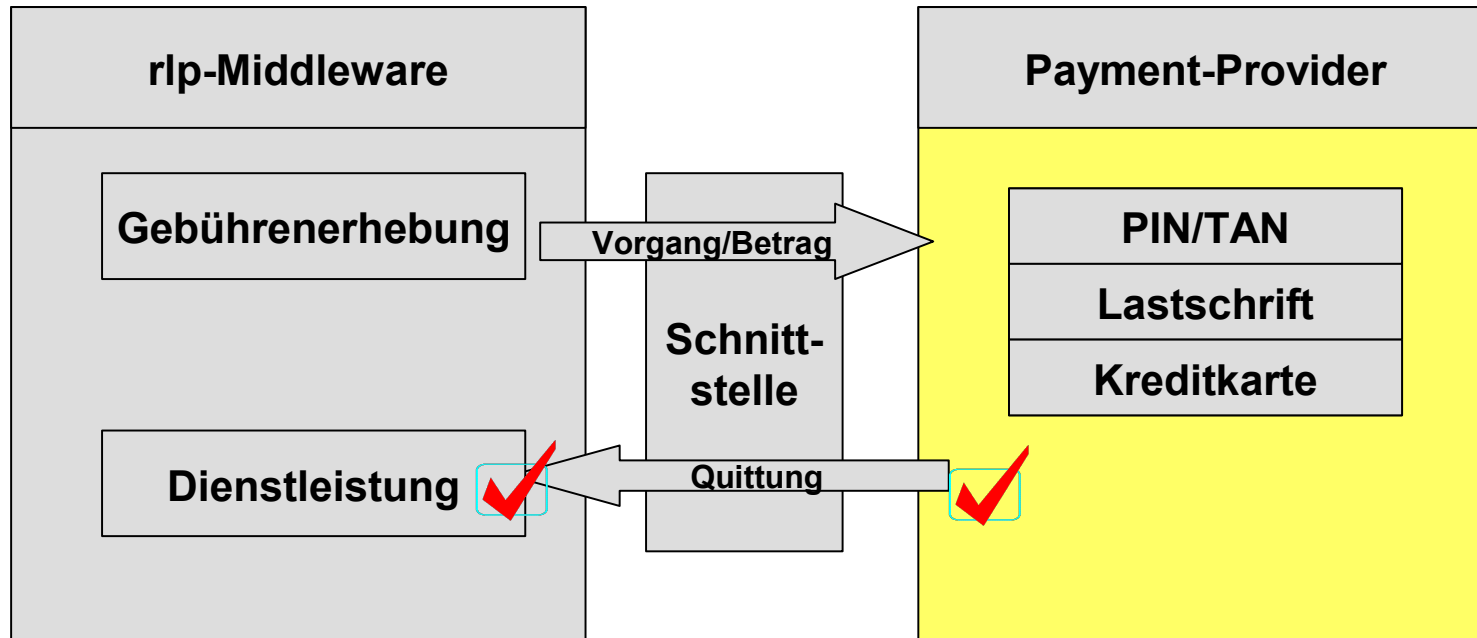 rlp-Middleware
Payment-Provider
Gebührenerhebung
Vorgang/Betrag
PIN/TAN
Lastschrift
Kreditkarte
Schnitt-
stelle
Dienstleistung
Quittung